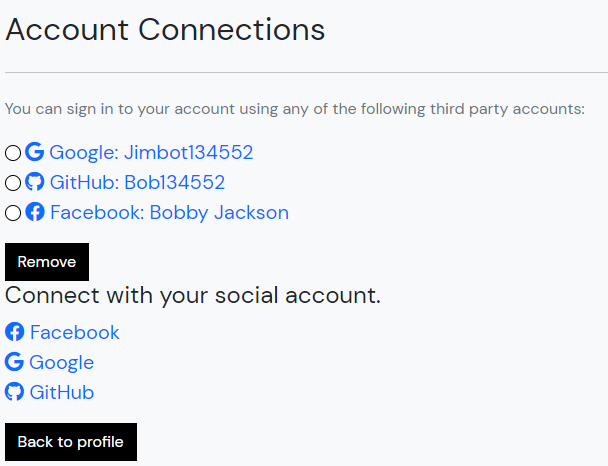 Account Connections
You can sign in to your account using any of the following third party accounts:
Google: Jimbot134552
GitHub: Bob134552
Facebook: Bobby Jackson
Remove
Connect with your social account.
Facebook
Google
GitHub
Back to profile